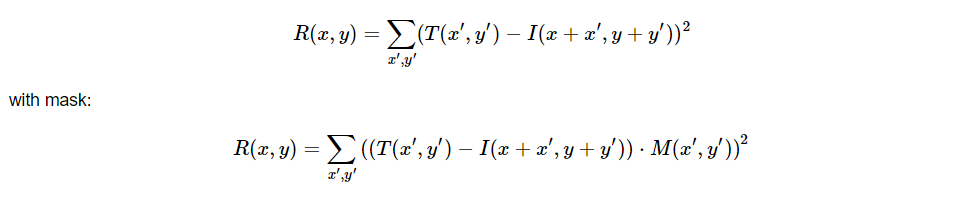 R(x, y) = ∑x′,y′ (T(x′, y′) − I(x + x′, y + y′))²
with mask:
R(x, y) = ∑x′,y′ ((T(x′, y′) − I(x + x′, y + y′)) · M(x′, y′))²